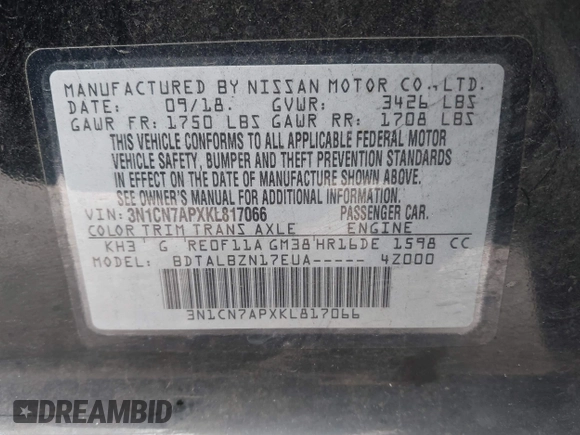 MANUFACTURED BY NISSAN MOTOR CO.,LTD.
DATE: 09/18. GVWR: 3426 LBS
GAWR FR: 1750 LBS GAWR RR: 1708 LBS
THIS VEHICLE CONFORMS TO ALL APPLICABLE FEDERAL MOTOR
VEHICLE SAFETY, BUMPER AND THEFT PREVENTION STANDARDS
IN EFFECT ON THE DATE OF MANUFACTURE SHOWN ABOVE.
SEE OWNER'S MANUAL FOR ADDITIONAL INFORMATION.
VIN: 3N1CN7APXKL817066 PASSENGER CAR.
COLOR TRIM TRANS AXLE ENGINE
KH3 G RE0F11A GM38 HR16DE 1598 CC
MODEL: BDTALBZN17EUA----- 4Z000
3N1CN7APXKL817066
DREAMBID